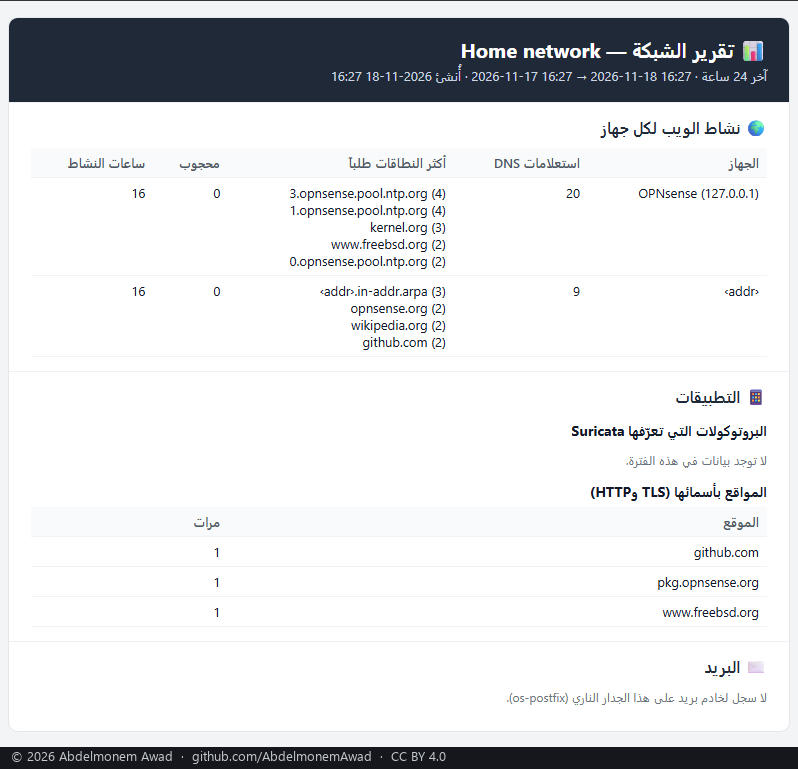 تقرير الشبكة — Home network
آخر 24 ساعة · 2026-11-17 16:27 → 2026-11-18 16:27 · أُنشئ 2026-11-18 16:27
نشاط الويب لكل جهاز
الجهاز استعلامات DNS أكثر النطاقات طلباً محجوب ساعات النشاط
OPNsense (127.0.0.1) 20 3.opnsense.pool.ntp.org (4) 0 16
1.opnsense.pool.ntp.org (4)
kernel.org (3)
www.freebsd.org (2)
0.opnsense.pool.ntp.org (2)
‹addr› 9 ‹addr›.in-addr.arpa (3) 0 16
opnsense.org (2)
wikipedia.org (2)
github.com (2)
التطبيقات
البروتوكولات التي تعرّفها Suricata
لا توجد بيانات في هذه الفترة.
المواقع بأسمائها (TLS وHTTP)
الموقع مرات
github.com 1
pkg.opnsense.org 1
www.freebsd.org 1
البريد
لا سجل لخادم بريد على هذا الجدار الناري (os-postfix).
© 2026 Abdelmonem Awad · github.com/AbdelmonemAwad · CC BY 4.0